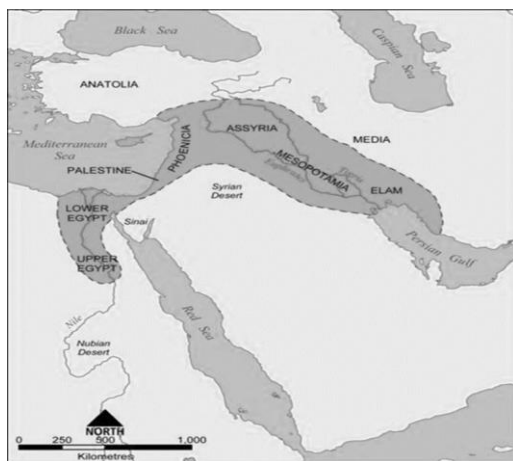 Black Sea
Caspian Sea
ANATOLIA
ASSYRIA
MEDIA
Mediterranean
Sea
PHOENICIA
MESOPOTAMIA
Tigris
Euphrates
PALESTINE
ELAM
Syrian
Desert
LOWER
EGYPT
Sinai
Persian Gulf
UPPER
EGYPT
Red Sea
Nile
Nubian
Desert
NORTH
0 250 500 1,000
Kilometres